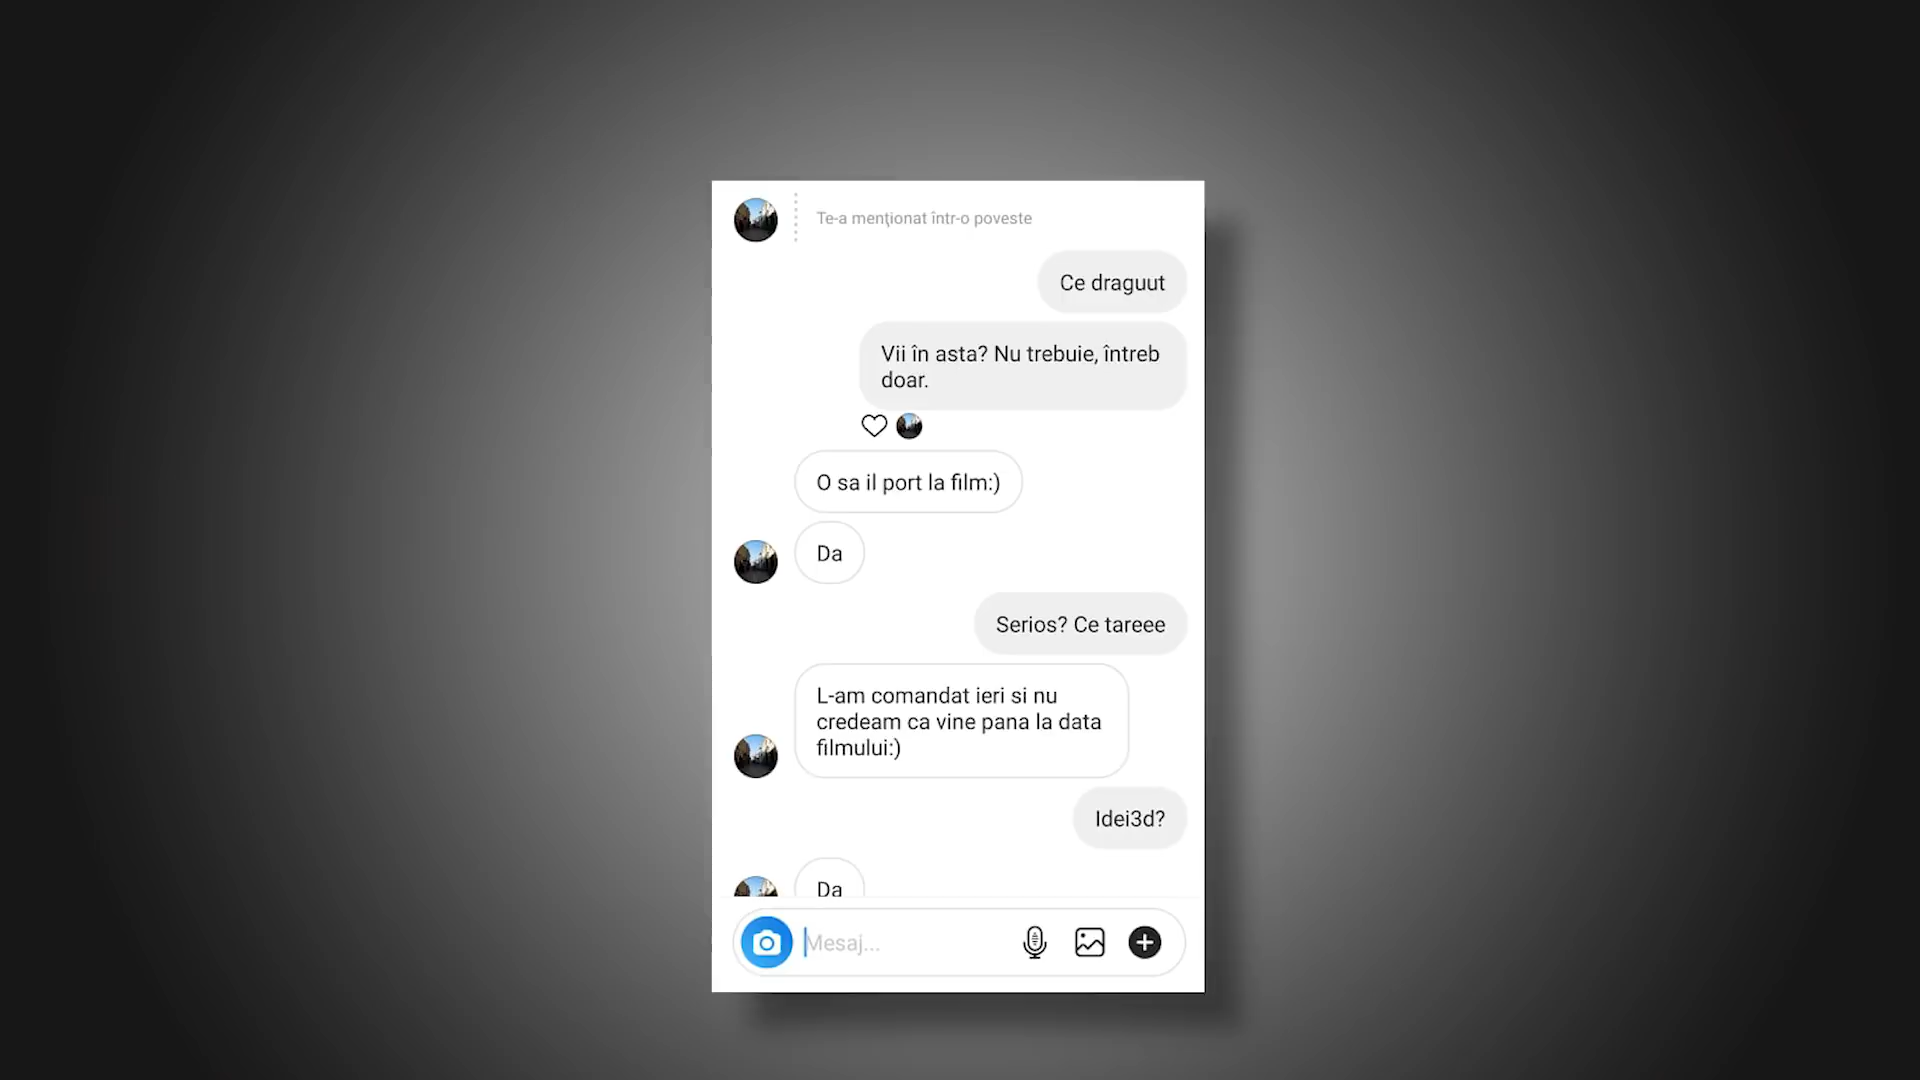 Te-a menţionat într-o poveste
Ce draguut
Vii în asta? Nu trebuie, întreb
doar.
O sa il port la film:)
Da
Serios? Ce tareee
L-am comandat ieri si nu
credeam ca vine pana la data
filmului:)
Idei3d?
Da
Mesaj...